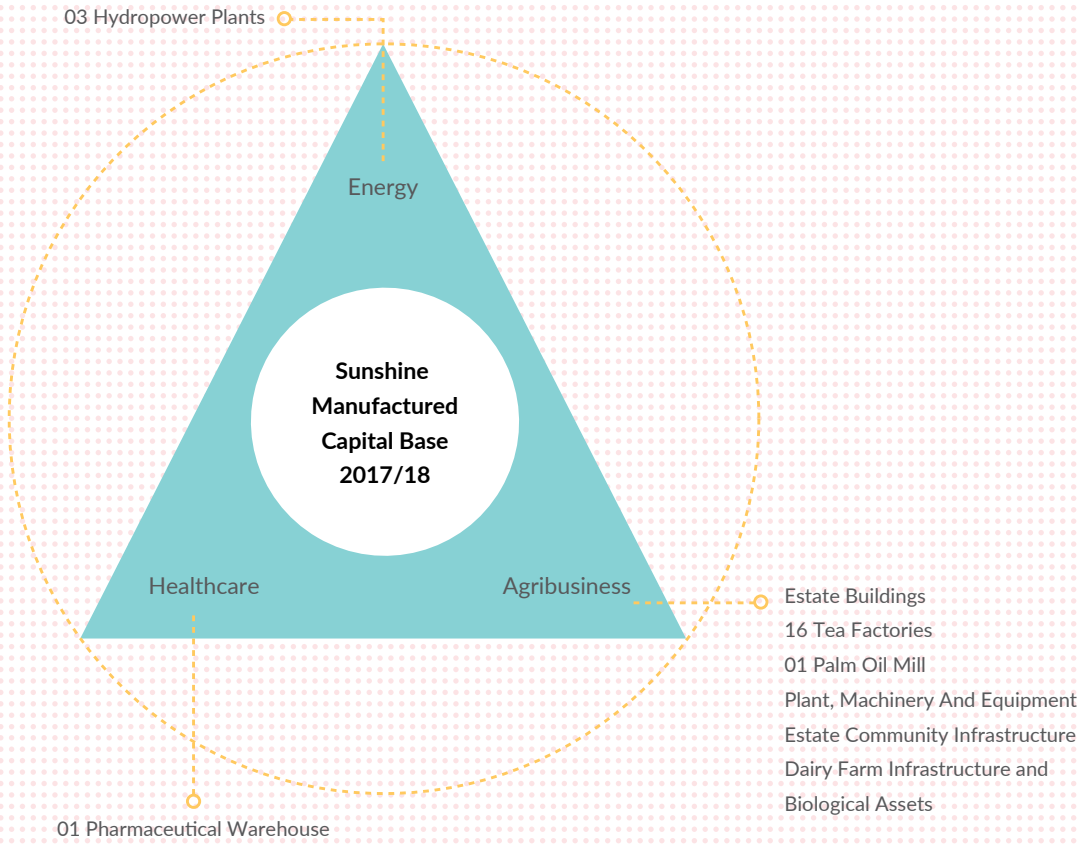 03 Hydropower Plants
Energy
Sunshine
Manufactured
Capital Base
2017/18
Healthcare
Agribusiness
Estate Buildings
16 Tea Factories
01 Palm Oil Mill
Plant, Machinery And Equipment
Estate Community Infrastructure
Dairy Farm Infrastructure and
Biological Assets
01 Pharmaceutical Warehouse